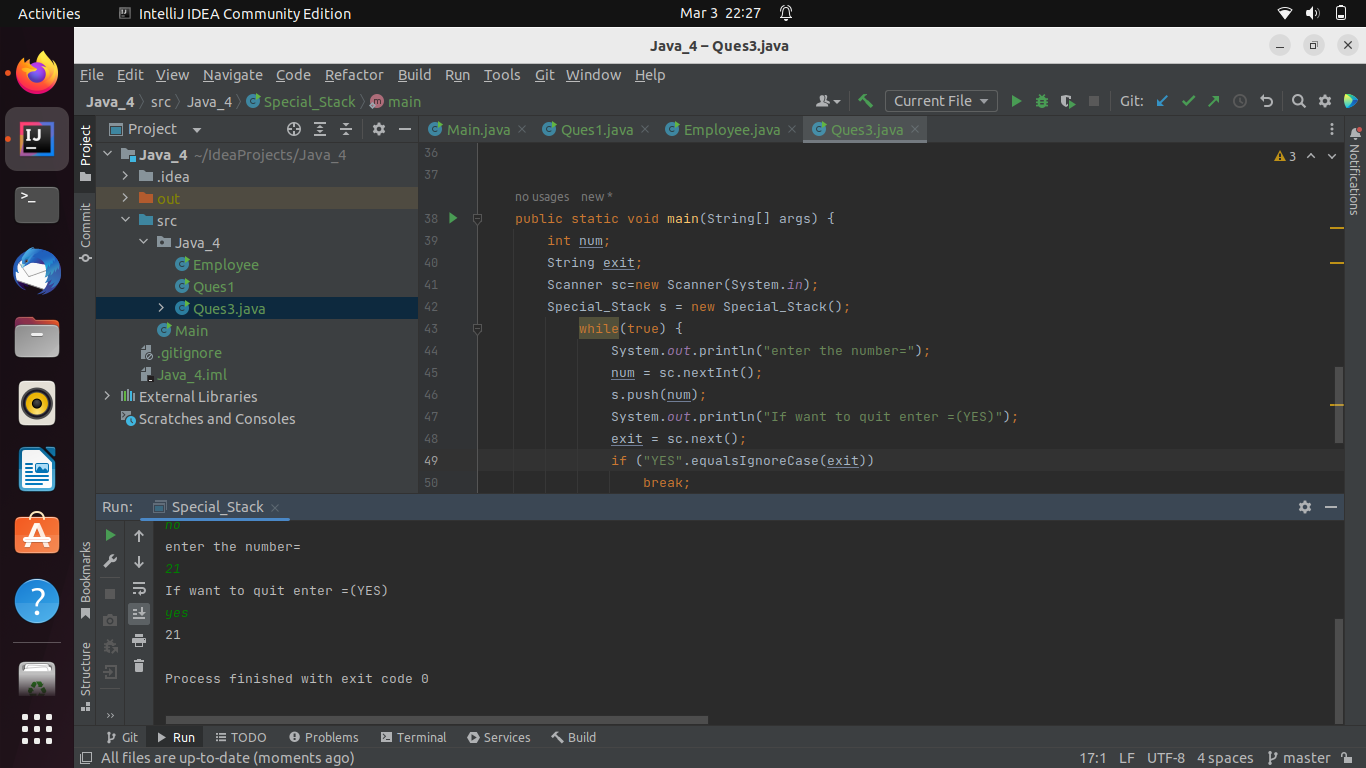 Activities IntelliJ IDEA Community Edition Mar 3 22:27
Java_4 – Ques3.java
File Edit View Navigate Code Refactor Build Run Tools Git Window Help
Java_4 src Java_4 Special_Stack main Current File Git:
Project Main.java Ques1.java Employee.java Ques3.java
Project
Commit
Bookmarks
Structure
Notifications
Java_4 ~/IdeaProjects/Java_4
.idea
out
src
Java_4
Employee
Ques1
Ques3.java
Main
.gitignore
Java_4.iml
External Libraries
Scratches and Consoles
3
36
37
no usages new *
38 public static void main(String[] args) {
39 int num;
40 String exit;
41 Scanner sc=new Scanner(System.in);
42 Special_Stack s = new Special_Stack();
43 while(true) {
44 System.out.println("enter the number=");
45 num = sc.nextInt();
46 s.push(num);
47 System.out.println("If want to quit enter =(YES)");
48 exit = sc.next();
49 if ("YES".equalsIgnoreCase(exit))
50 break;
Run: Special_Stack
no
enter the number=
21
If want to quit enter =(YES)
yes
21
Process finished with exit code 0
Git Run TODO Problems Terminal Services Build
All files are up-to-date (moments ago) 17:1 LF UTF-8 4 spaces master